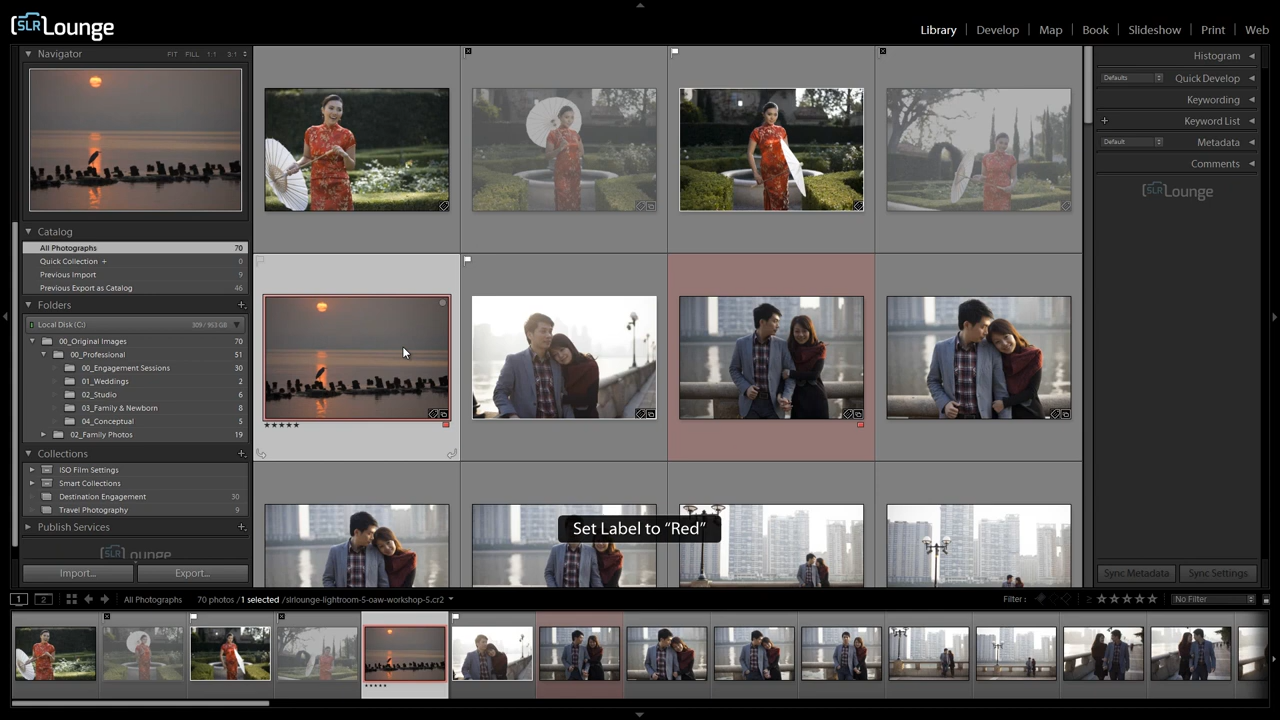 SLR Lounge
Library | Develop | Map | Book | Slideshow | Print | Web
Navigator FIT FILL 1:1 3:1
Catalog
All Photographs 70
Quick Collection + 0
Previous Import 9
Previous Export as Catalog 46
Folders +
Local Disk (C:) 309 / 953 GB
00_Original Images 70
00_Professional 51
00_Engagement Sessions 30
01_Weddings 2
02_Studio 6
03_Family & Newborn 8
04_Conceptual 5
02_Family Photos 19
Collections +
ISO Film Settings
Smart Collections
Destination Engagement 30
Travel Photography 9
Publish Services +
SLR Lounge
Import... Export...
Set Label to “Red”
Histogram
Defaults Quick Develop
Keywording
+ Keyword List
Default Metadata
Comments
SLR Lounge
Sync Metadata Sync Settings
1 2 All Photographs 70 photos / 1 selected / slrlounge-lightroom-5-oaw-workshop-5.cr2 Filter : ≥ ★★★★★ No Filter